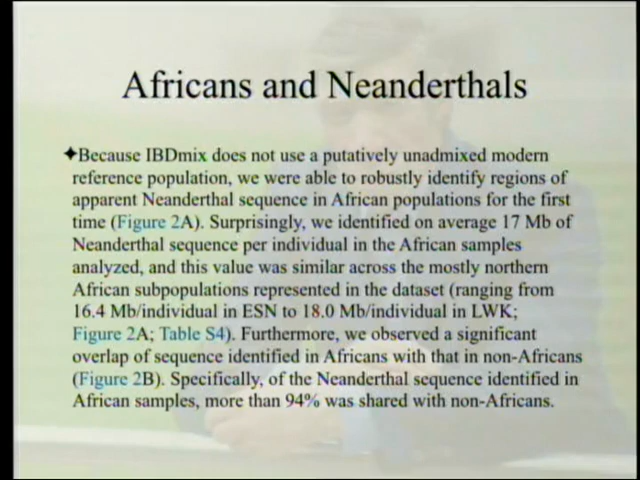 Africans and Neanderthals
✦Because IBDmix does not use a putatively unadmixed modern
reference population, we were able to robustly identify regions of
apparent Neanderthal sequence in African populations for the first
time (Figure 2A). Surprisingly, we identified on average 17 Mb of
Neanderthal sequence per individual in the African samples
analyzed, and this value was similar across the mostly northern
African subpopulations represented in the dataset (ranging from
16.4 Mb/individual in ESN to 18.0 Mb/individual in LWK;
Figure 2A; Table S4). Furthermore, we observed a significant
overlap of sequence identified in Africans with that in non-Africans
(Figure 2B). Specifically, of the Neanderthal sequence identified in
African samples, more than 94% was shared with non-Africans.